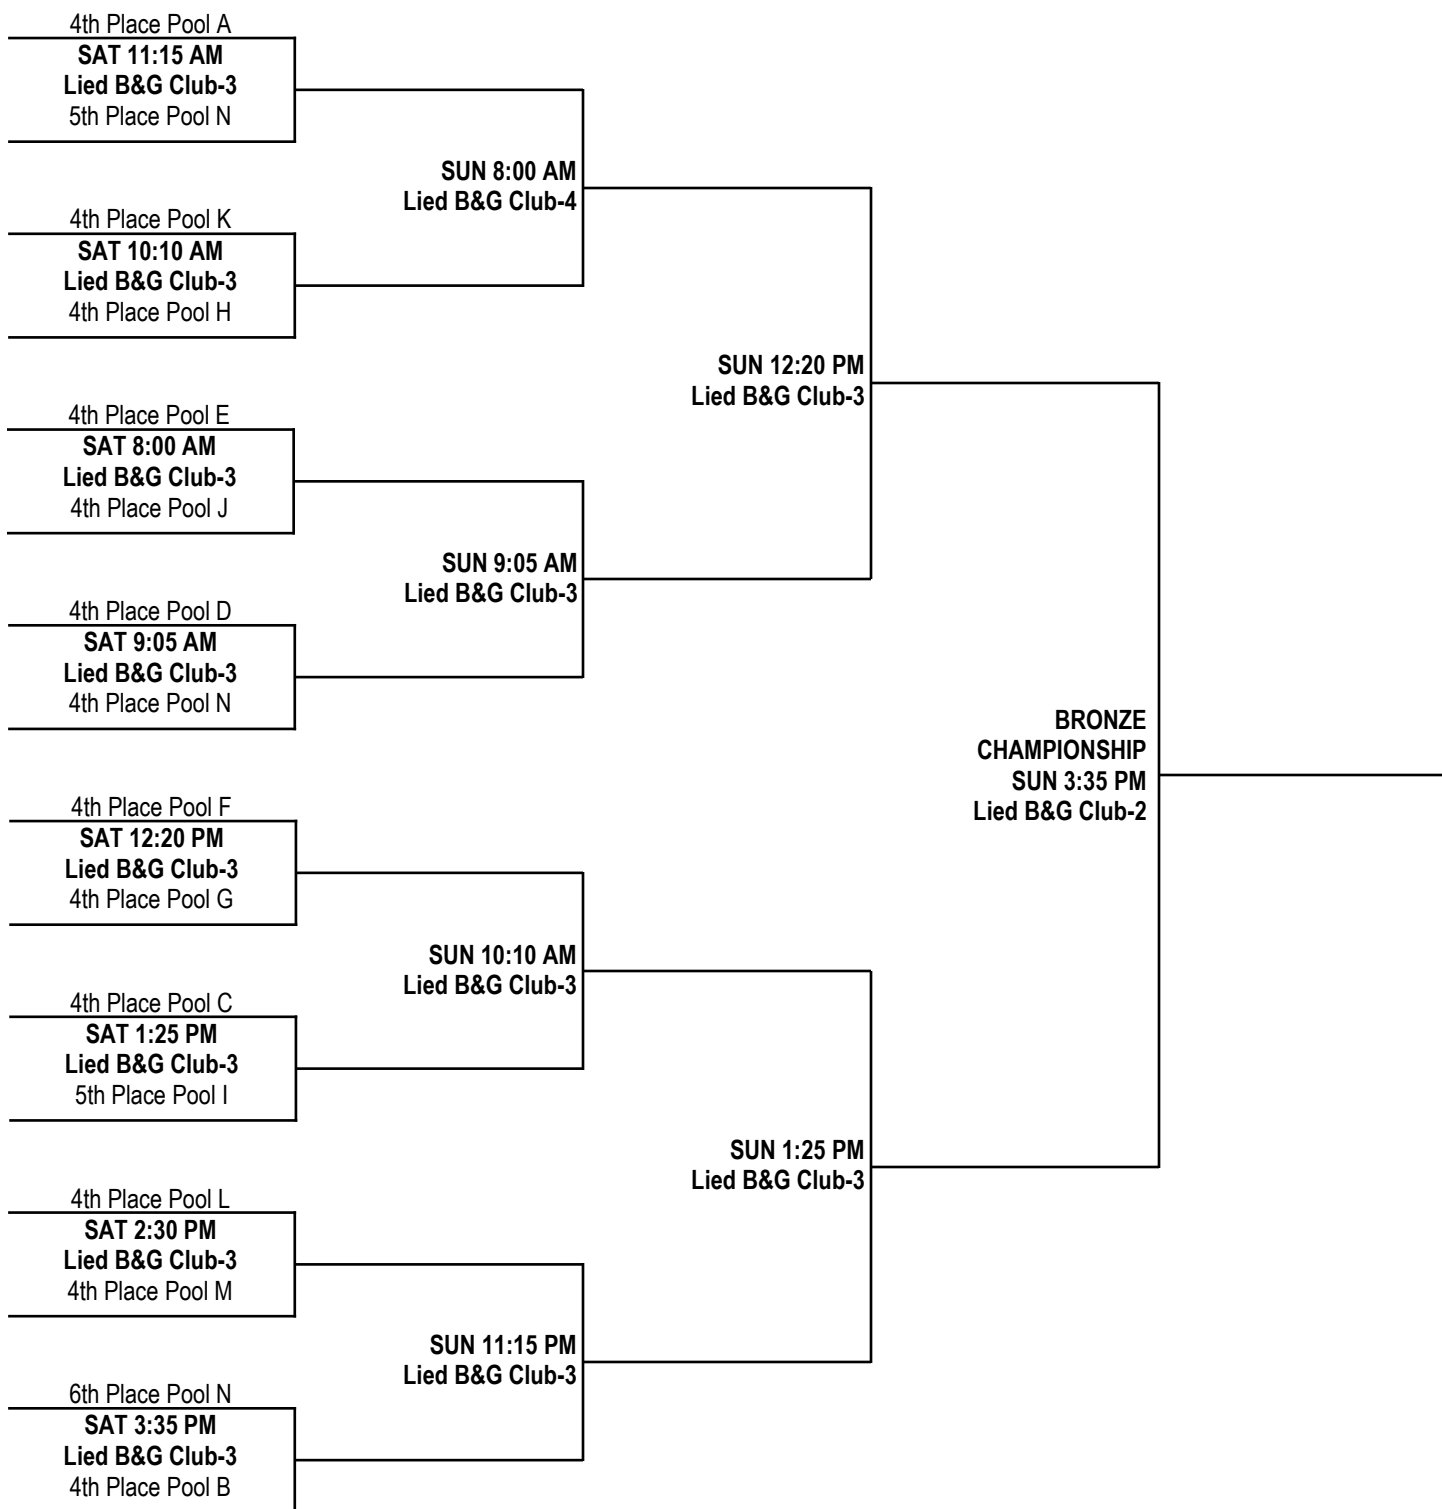 4th Place Pool A
SAT 11:15 AM
Lied B&G Club-3
5th Place Pool N
SUN 8:00 AM
Lied B&G Club-4
4th Place Pool K
SAT 10:10 AM
Lied B&G Club-3
4th Place Pool H
SUN 12:20 PM
Lied B&G Club-3
4th Place Pool E
SAT 8:00 AM
Lied B&G Club-3
4th Place Pool J
SUN 9:05 AM
Lied B&G Club-3
4th Place Pool D
SAT 9:05 AM
Lied B&G Club-3
4th Place Pool N
BRONZE
CHAMPIONSHIP
SUN 3:35 PM
Lied B&G Club-2
4th Place Pool F
SAT 12:20 PM
Lied B&G Club-3
4th Place Pool G
SUN 10:10 AM
Lied B&G Club-3
4th Place Pool C
SAT 1:25 PM
Lied B&G Club-3
5th Place Pool I
SUN 1:25 PM
Lied B&G Club-3
4th Place Pool L
SAT 2:30 PM
Lied B&G Club-3
4th Place Pool M
SUN 11:15 PM
Lied B&G Club-3
6th Place Pool N
SAT 3:35 PM
Lied B&G Club-3
4th Place Pool B